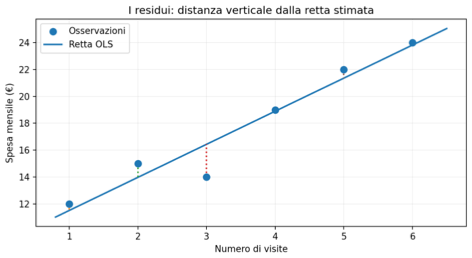 I residui: distanza verticale dalla retta stimata
Osservazioni
Retta OLS
Spesa mensile (€)
24
22
20
18
16
14
12
1 2 3 4 5 6
Numero di visite